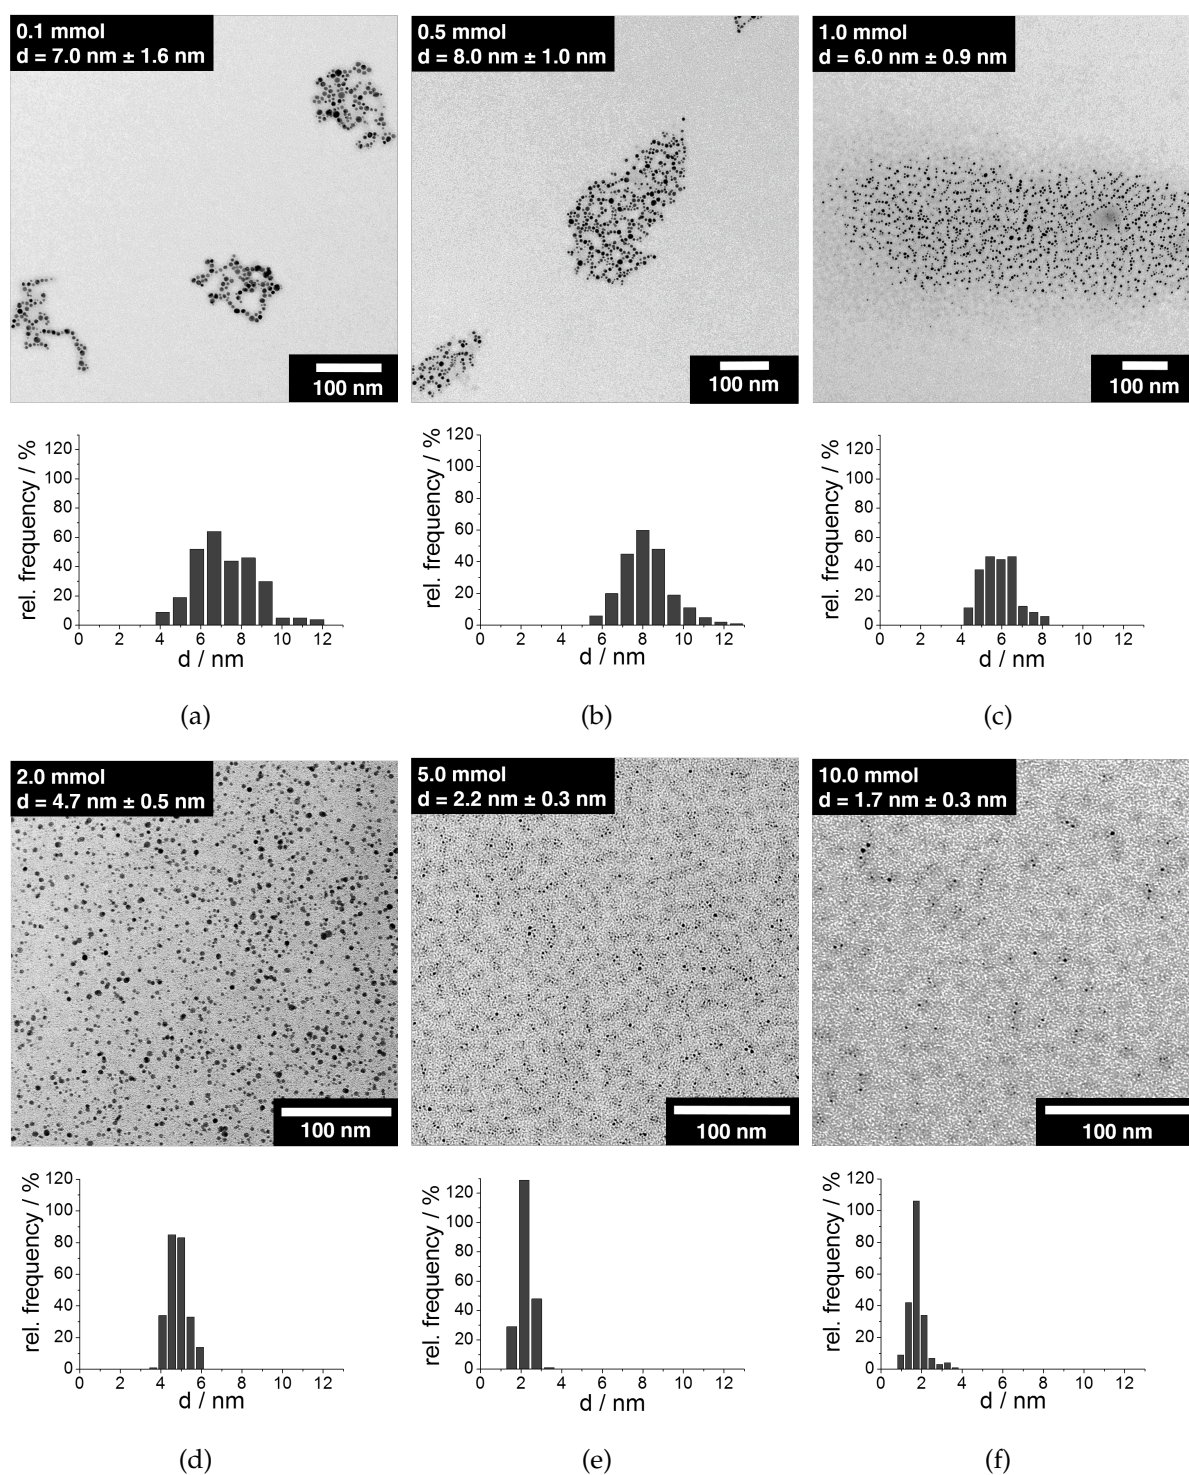 0.1 mmol
d = 7.0 nm ± 1.6 nm
100 nm
0.5 mmol
d = 8.0 nm ± 1.0 nm
100 nm
1.0 mmol
d = 6.0 nm ± 0.9 nm
100 nm
rel. frequency / %
120
100
80
60
40
20
0
0 2 4 6 8 10 12
d / nm
(a)
rel. frequency / %
120
100
80
60
40
20
0
0 2 4 6 8 10 12
d / nm
(b)
rel. frequency / %
120
100
80
60
40
20
0
0 2 4 6 8 10 12
d / nm
(c)
2.0 mmol
d = 4.7 nm ± 0.5 nm
100 nm
5.0 mmol
d = 2.2 nm ± 0.3 nm
100 nm
10.0 mmol
d = 1.7 nm ± 0.3 nm
100 nm
rel. frequency / %
120
100
80
60
40
20
0
0 2 4 6 8 10 12
d / nm
(d)
rel. frequency / %
120
100
80
60
40
20
0
0 2 4 6 8 10 12
d / nm
(e)
rel. frequency / %
120
100
80
60
40
20
0
0 2 4 6 8 10 12
d / nm
(f)